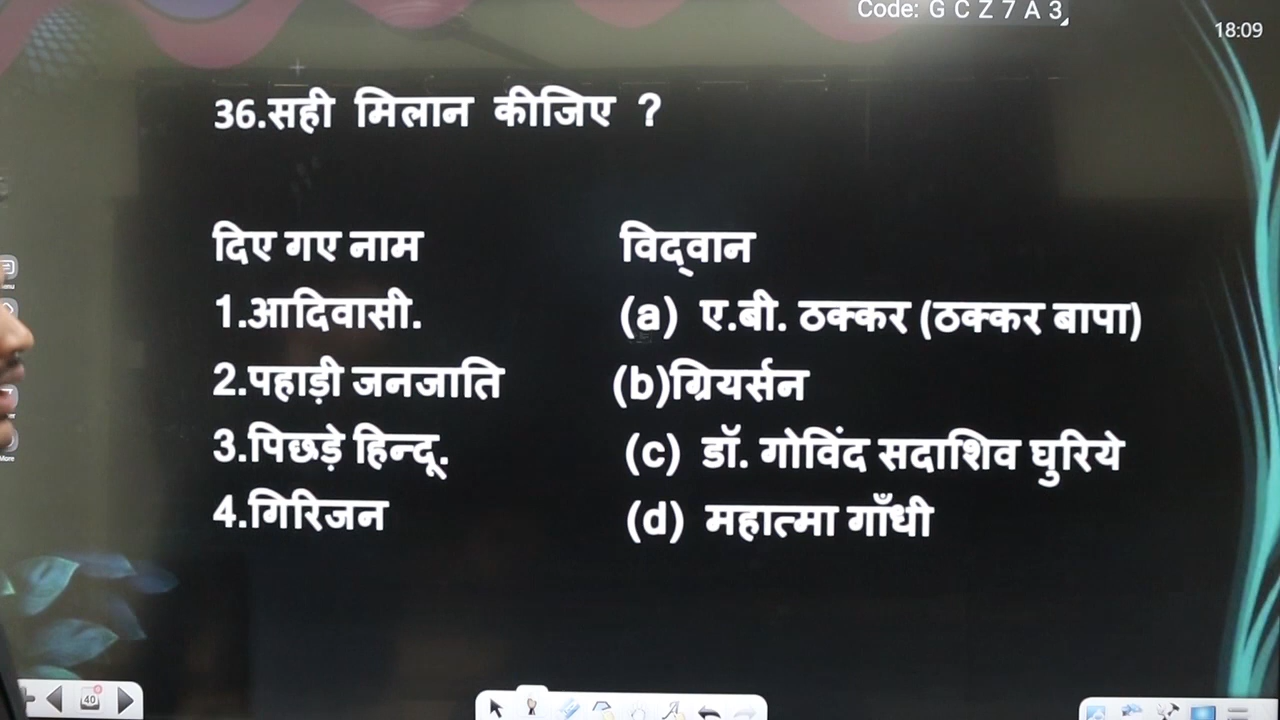 Code: G C Z 7 A 3
18:09
36.सही मिलान कीजिए ?
दिए गए नाम विद्वान
1.आदिवासी. (a) ए.बी. ठक्कर (ठक्कर बापा)
2.पहाड़ी जनजाति (b)ग्रियर्सन
3.पिछड़े हिन्दू. (c) डॉ. गोविंद सदाशिव घुरिये
4.गिरिजन (d) महात्मा गाँधी
More
40